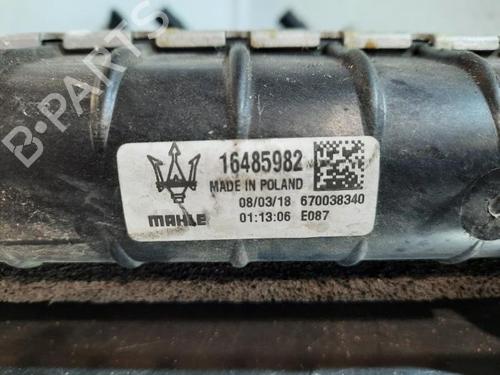 B-PARTS
16485982
MADE IN POLAND
08/03/18 670038340
MAHLE 01:13:06 E087